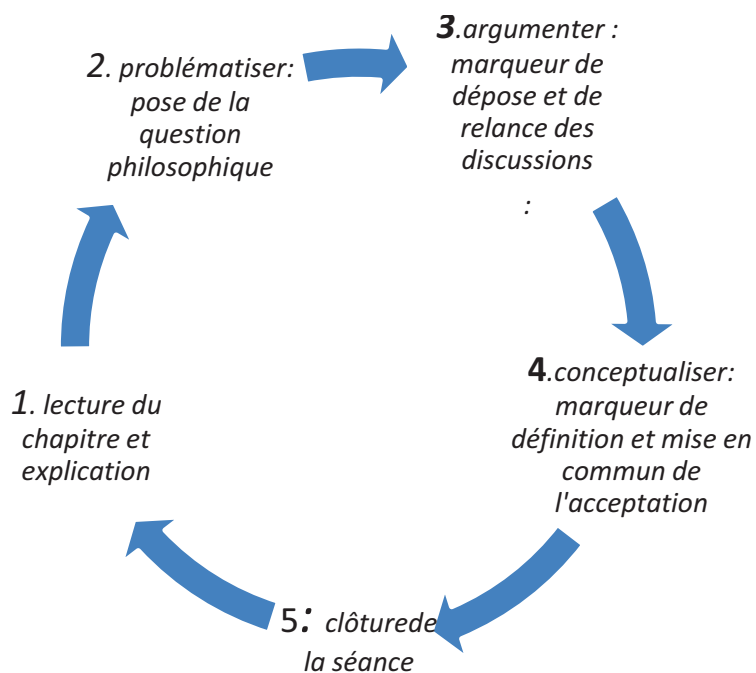 1. lecture du
chapitre et
explication
2. problématiser:
pose de la
question
philosophique
3.argumenter :
marqueur de
dépose et de
relance des
discussions
:
4.conceptualiser:
marqueur de
définition et mise en
commun de
l'acceptation
5: clôturede
la séance